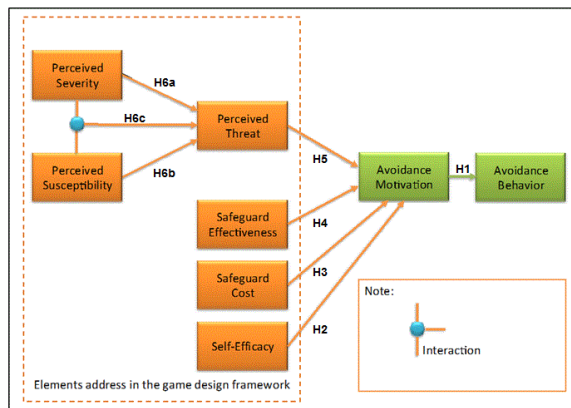 Perceived
Severity
H6a
H6c
Perceived
Threat
Perceived
Susceptibility
H6b
H5
Avoidance
Motivation
H1
Avoidance
Behavior
Safeguard
Effectiveness
H4
Safeguard
Cost
H3
Self-Efficacy
H2
Note:
Interaction
Elements address in the game design framework